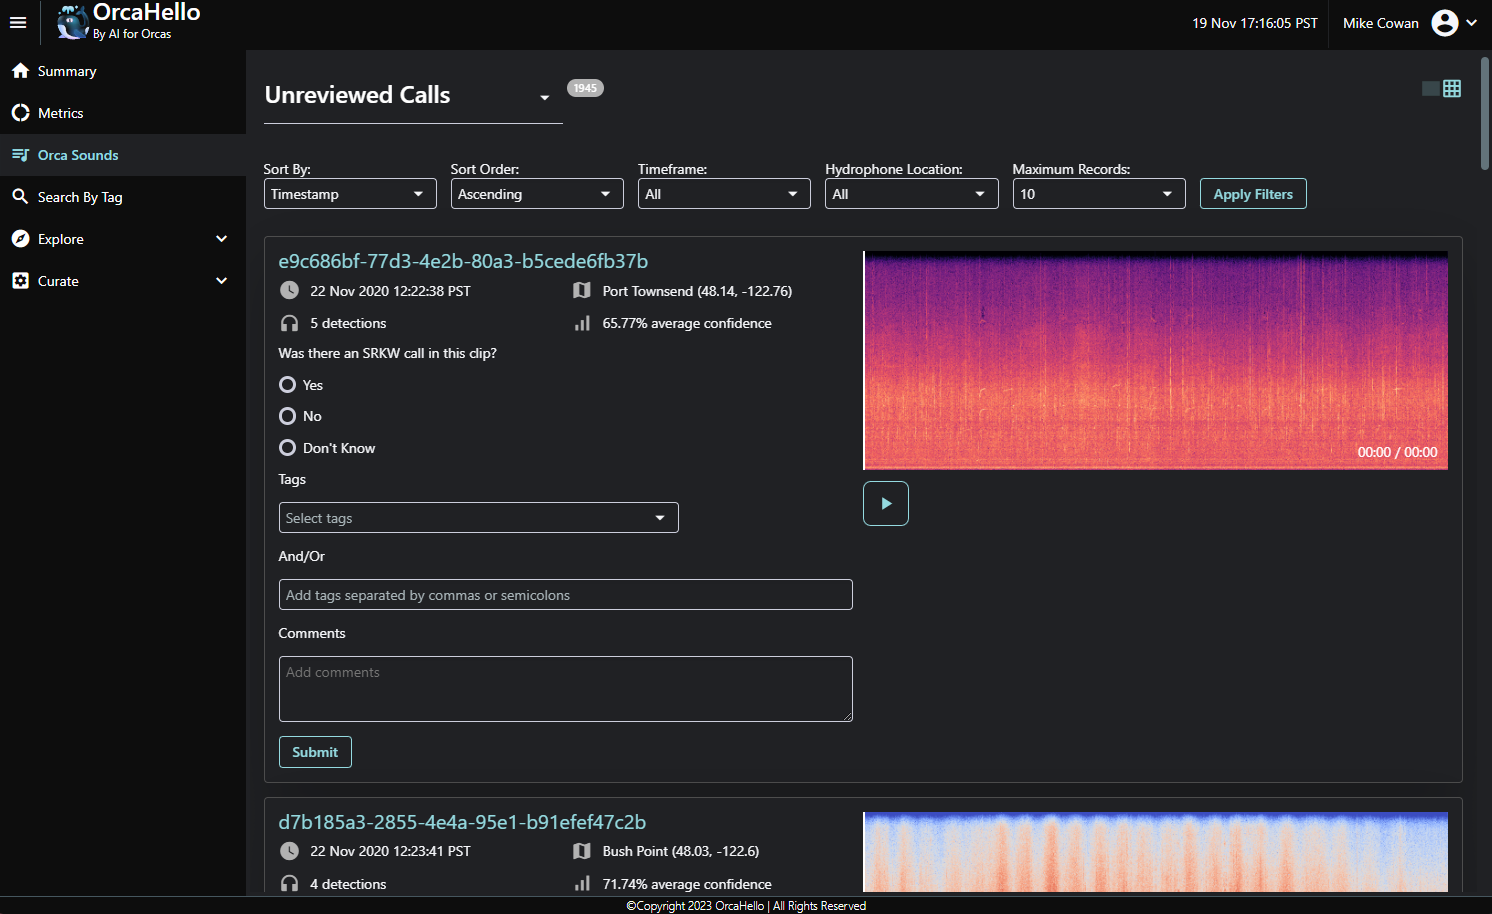 OrcaHello
By AI for Orcas
19 Nov 17:16:05 PST
Mike Cowan
Summary
Metrics
Orca Sounds
Search By Tag
Explore
Curate
Unreviewed Calls
1945
Sort By:
Sort Order:
Timeframe:
Hydrophone Location:
Maximum Records:
Timestamp
Ascending
All
All
10
Apply Filters
e9c686bf-77d3-4e2b-80a3-b5cede6fb37b
22 Nov 2020 12:22:38 PST
Port Townsend (48.14, -122.76)
5 detections
65.77% average confidence
Was there an SRKW call in this clip?
Yes
No
Don't Know
Tags
Select tags
And/Or
Add tags separated by commas or semicolons
Comments
Add comments
Submit
00:00 / 00:00
d7b185a3-2855-4e4a-95e1-b91efef47c2b
22 Nov 2020 12:23:41 PST
Bush Point (48.03, -122.6)
4 detections
71.74% average confidence
©Copyright 2023 OrcaHello | All Rights Reserved